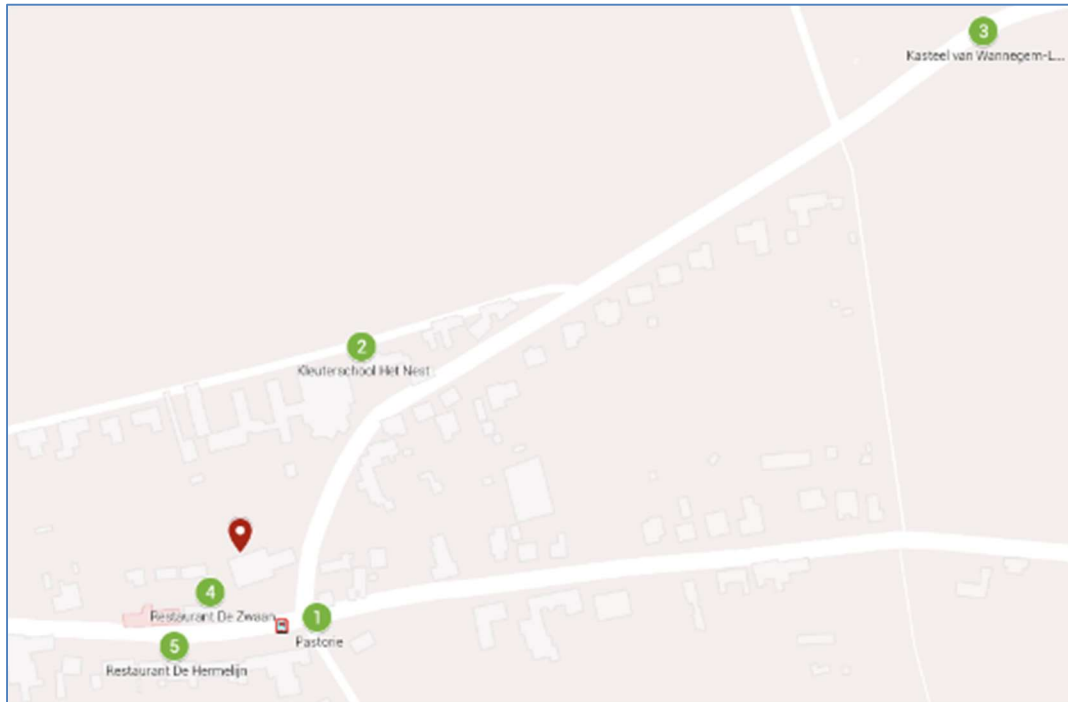 3
Kasteel van Wannegem-L...
2
Kleuterschool Het Nest
4
Restaurant De Zwaan
1
Pastorie
5
Restaurant De Hermelijn